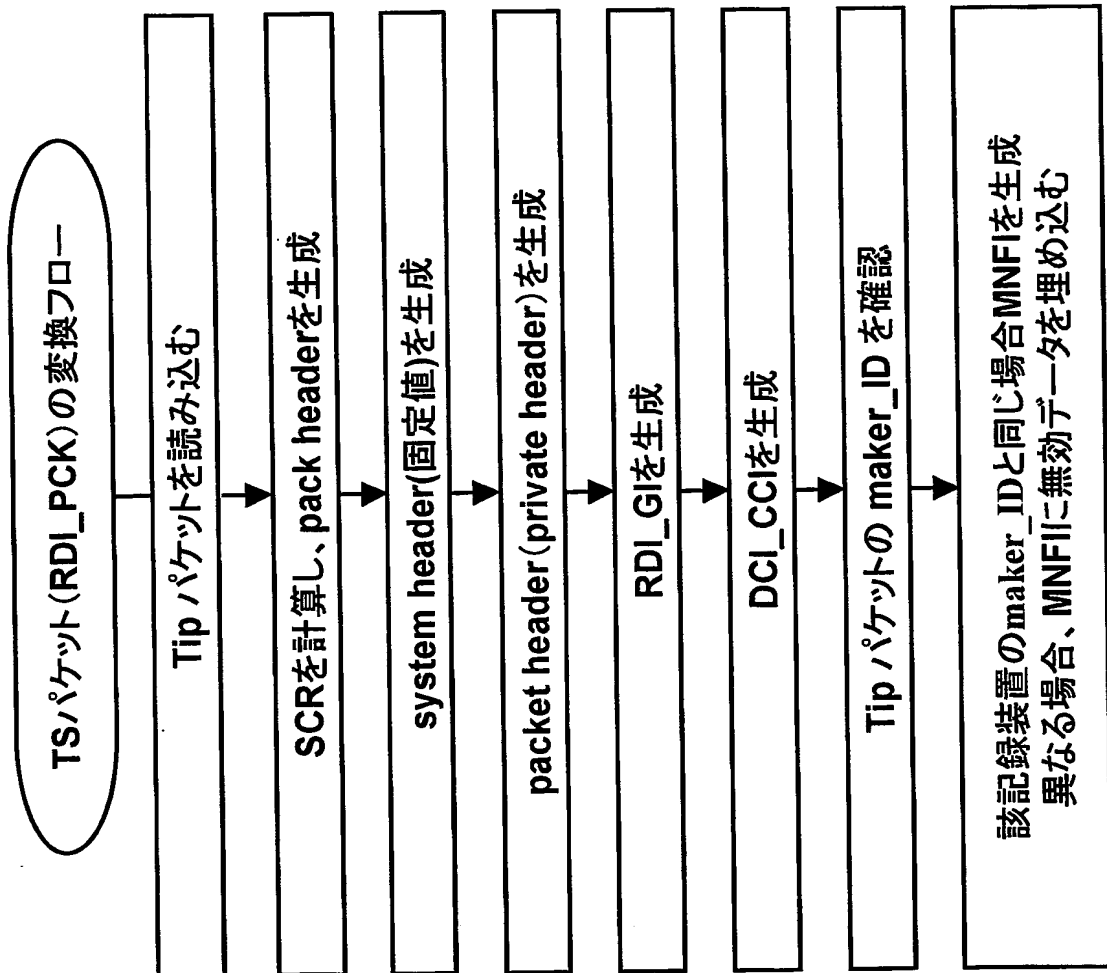 TSパケット(RDI_PCK)の変換フロー
Tip パケットを読み込む
SCRを計算し、pack headerを生成
system header(固定値)を生成
packet header(private header)を生成
RDI_GIを生成
DCI_CCIを生成
Tip パケットの maker_ID を確認
該記録装置のmaker_IDと同じ場合MNFIを生成
異なる場合、MNFIに無効データを埋め込む